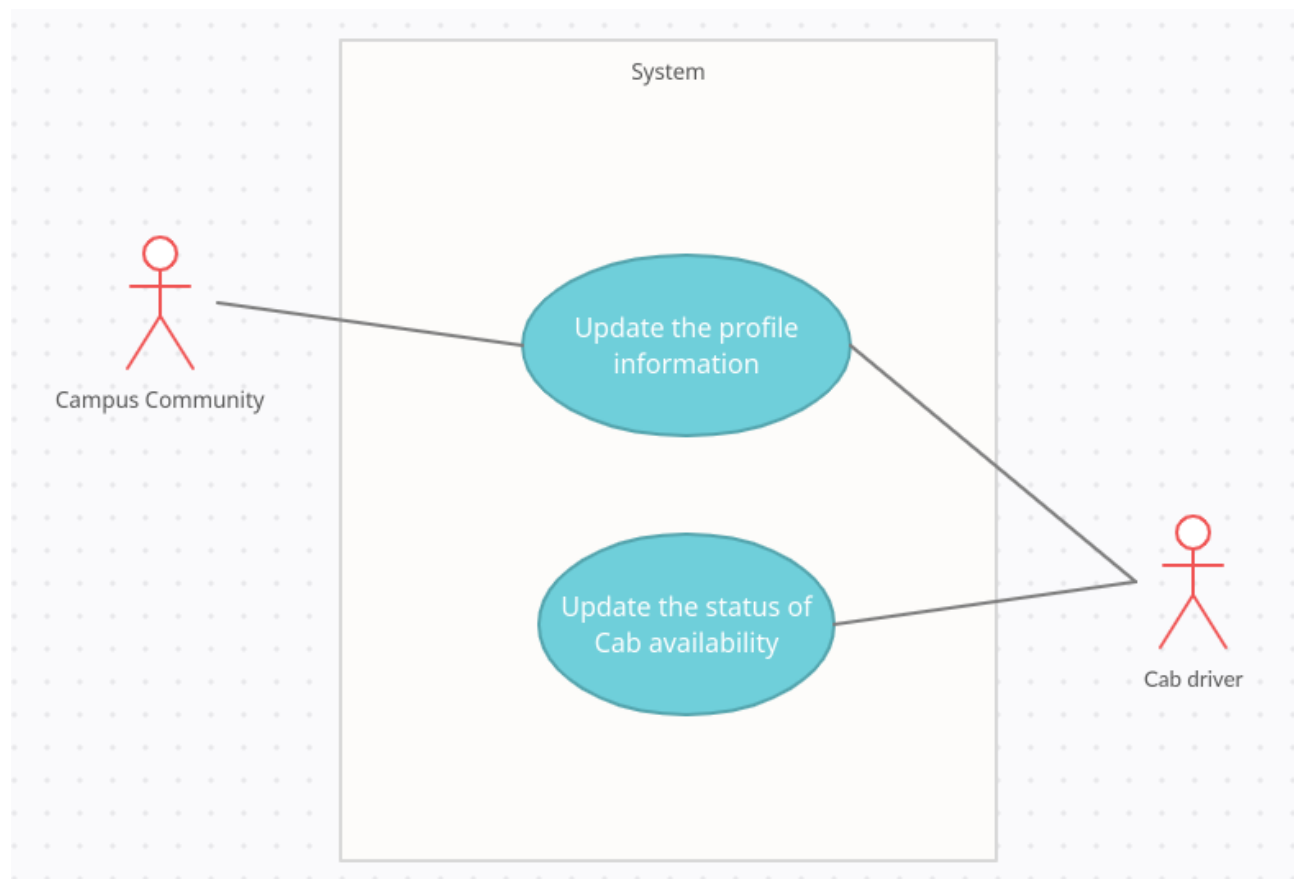 System
Update the profile
information
Campus Community
Update the status of
Cab availability
Cab driver